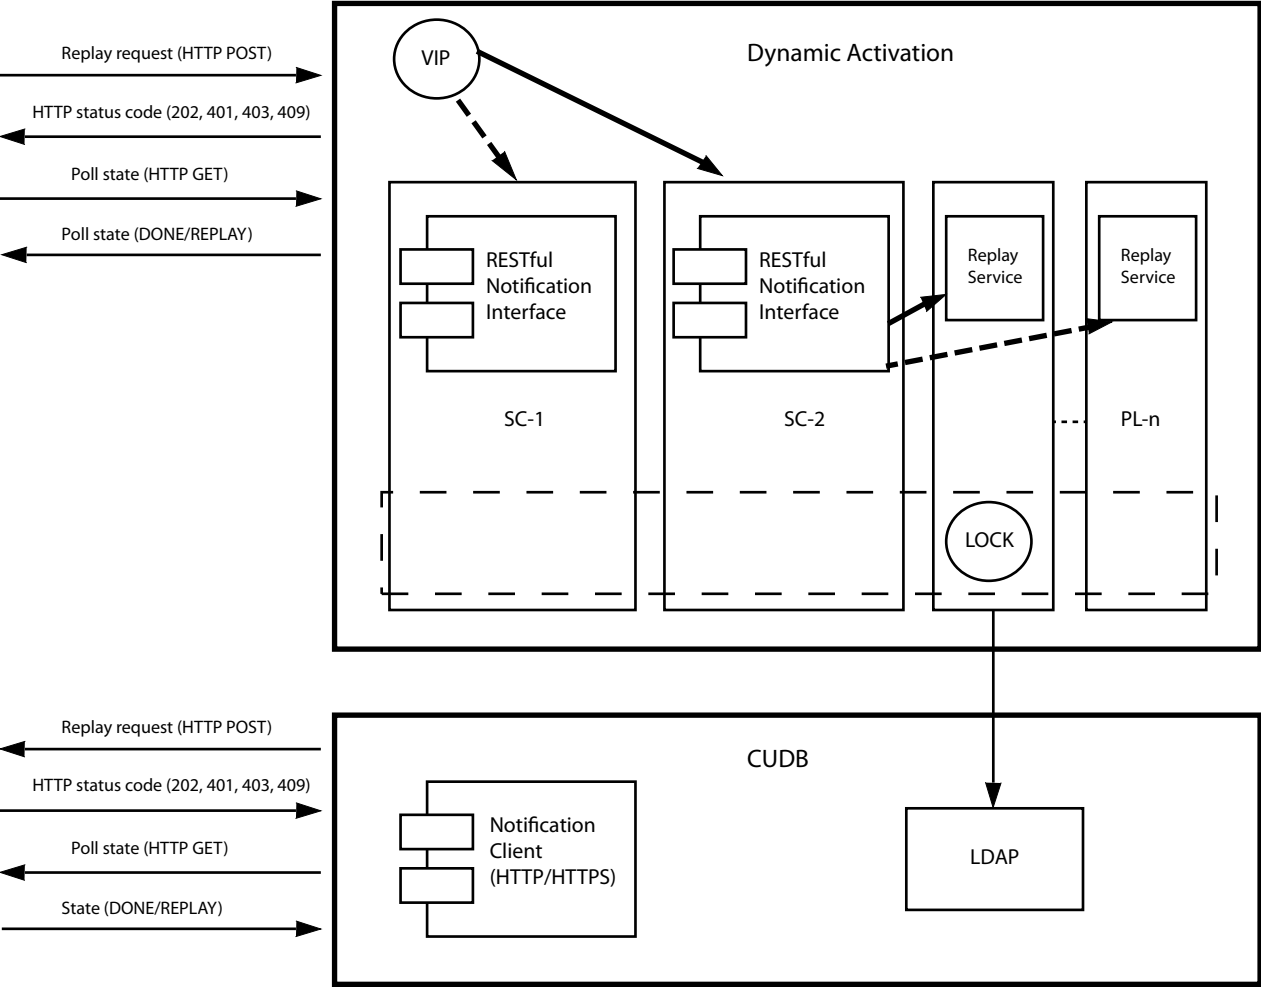 Replay request (HTTP POST)
HTTP status code (202, 401, 403, 409)
Poll state (HTTP GET)
Poll state (DONE/REPLAY)
Dynamic Activation
VIP
RESTful
Notification
Interface
SC-1
RESTful
Notification
Interface
SC-2
Replay
Service
LOCK
Replay
Service
PL-n
Replay request (HTTP POST)
HTTP status code (202, 401, 403, 409)
Poll state (HTTP GET)
State (DONE/REPLAY)
CUDB
Notification
Client
(HTTP/HTTPS)
LDAP